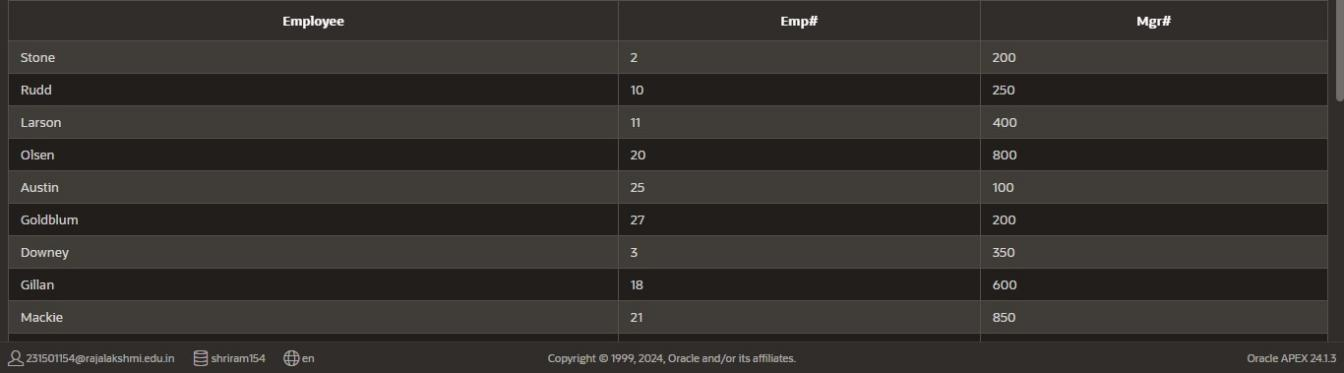 Employee Emp# Mgr#
Stone 2 200
Rudd 10 250
Larson 11 400
Olsen 20 800
Austin 25 100
Goldblum 27 200
Downey 3 350
Gillan 18 600
Mackie 21 850
231501154@rajalakshmi.edu.in shriram154 en Copyright © 1999, 2024, Oracle and/or its affiliates. Oracle APEX 24.1.3